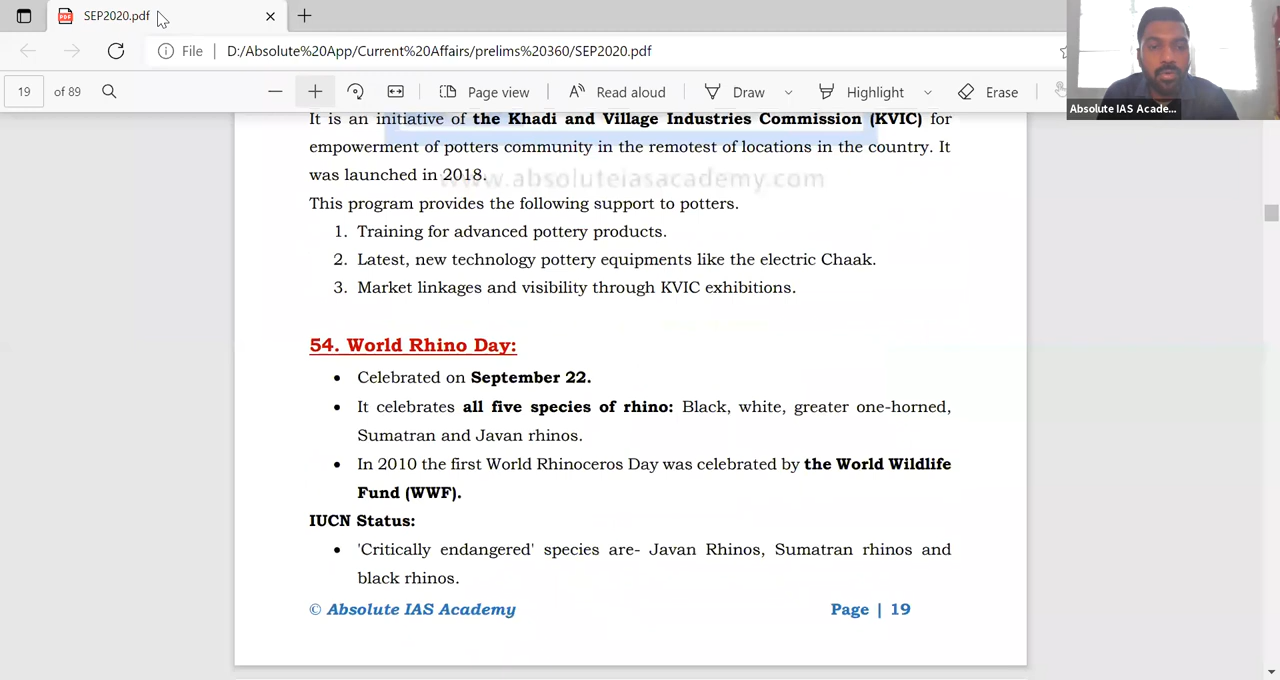 SEP2020.pdf
File | D:/Absolute%20App/Current%20Affairs/prelims%20360/SEP2020.pdf
19 of 89 Page view Read aloud Draw Highlight Erase
Absolute IAS Acade...
It is an initiative of the Khadi and Village Industries Commission (KVIC) for
empowerment of potters community in the remotest of locations in the country. It
was launched in 2018.
www.absoluteiasacademy.com
This program provides the following support to potters.
1. Training for advanced pottery products.
2. Latest, new technology pottery equipments like the electric Chaak.
3. Market linkages and visibility through KVIC exhibitions.
54. World Rhino Day:
• Celebrated on September 22.
• It celebrates all five species of rhino: Black, white, greater one-horned,
Sumatran and Javan rhinos.
• In 2010 the first World Rhinoceros Day was celebrated by the World Wildlife
Fund (WWF).
IUCN Status:
• 'Critically endangered' species are- Javan Rhinos, Sumatran rhinos and
black rhinos.
© Absolute IAS Academy Page | 19